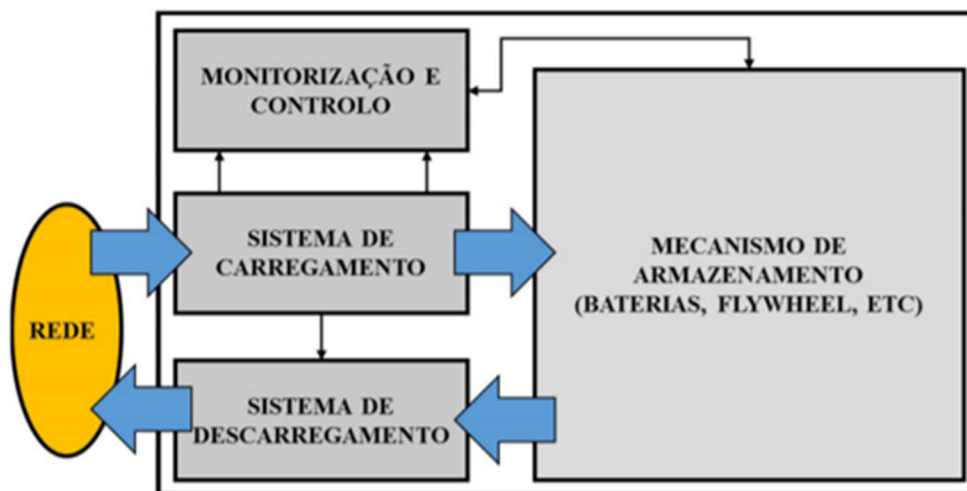 MONITORIZAÇÃO E
CONTROLO
SISTEMA DE
CARREGAMENTO
MECANISMO DE
ARMAZENAMENTO
(BATERIAS, FLYWHEEL, ETC)
REDE
SISTEMA DE
DESCARREGAMENTO